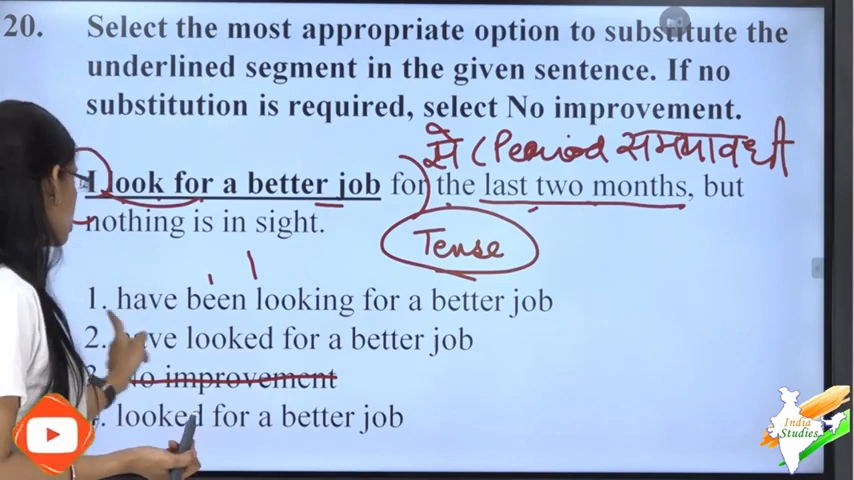 20. Select the most appropriate option to substitute the
underlined segment in the given sentence. If no
substitution is required, select No improvement.
से (Period समयावधी
I look for a better job for the last two months, but
nothing is in sight.
Tense
1. have been looking for a better job
2. have looked for a better job
No improvement
looked for a better job
India
Studies